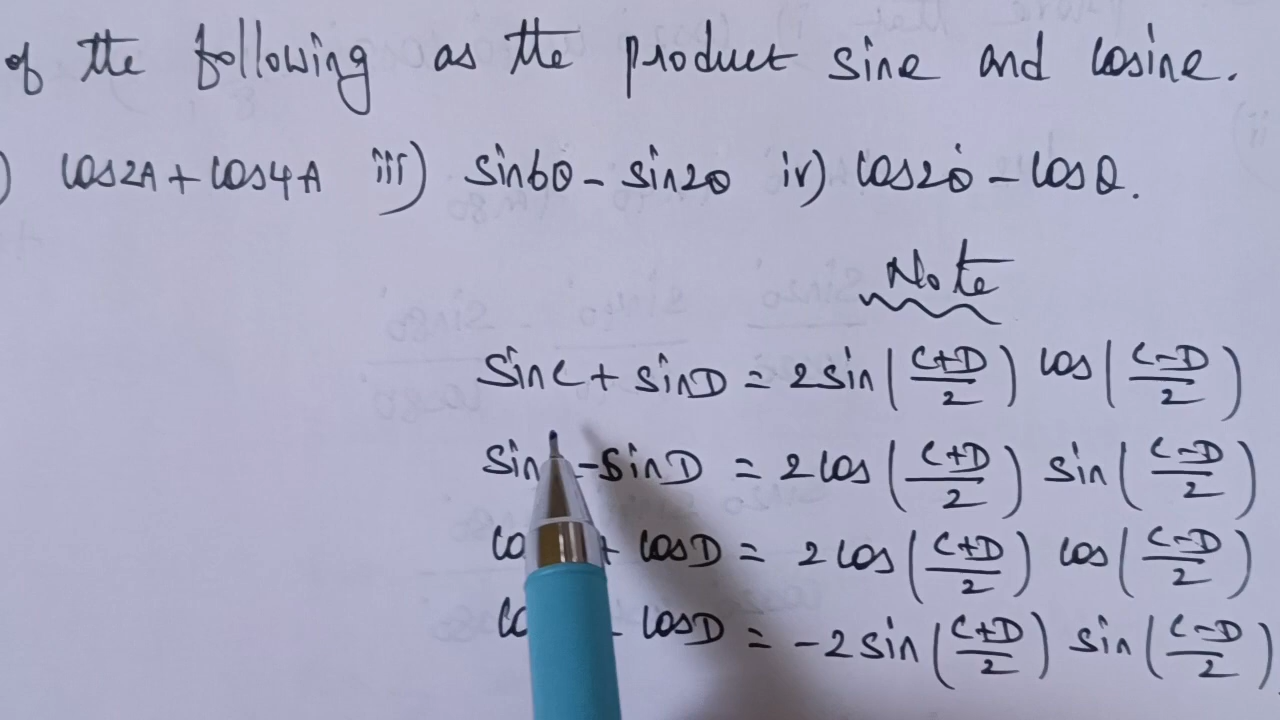 of the following as the product sine and cosine.
) cos2A + cos4A iii) sin6θ - sin2θ iv) cos2θ - cosθ.
Note
sinC + sinD = 2sin(C+D/2) cos(C-D/2)
sin - sinD = 2cos(C+D/2) sin(C-D/2)
co + cosD = 2cos(C+D/2) cos(C-D/2)
co - cosD = -2sin(C+D/2) sin(C-D/2)